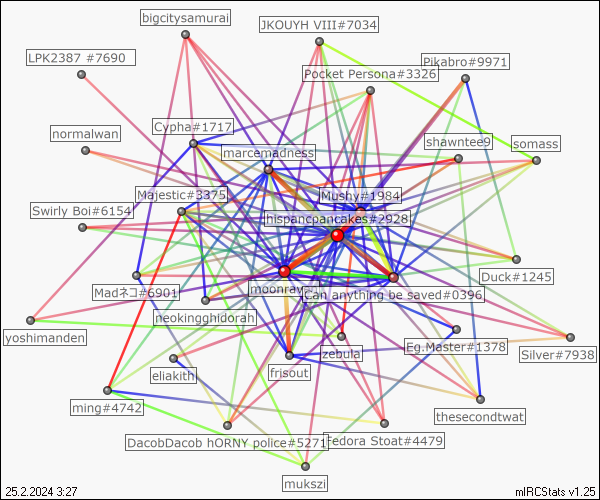 bigcitysamurai
JKOUYH VIII#7034
LPK2387 #7690
Pikabro#9971
Pocket Persona#3326
Cypha#1717
normalwan
shawntee9
somass
marcemadness
Majestic#3375
Mushy#1984
Swirly Boi#6154
hispancpancakes#2928
Duck#1245
Madネコ#6901
moonray
Can anything be saved#0396
neokingghidorah
yoshimanden
zebula
Eg.Master#1378
Silver#7938
eliakith
frisout
ming#4742
thesecondtwat
DacobDacob hORNY police#5271
Fedora Stoat#4479
mukszi
25.2.2024 3:27
mIRCStats v1.25